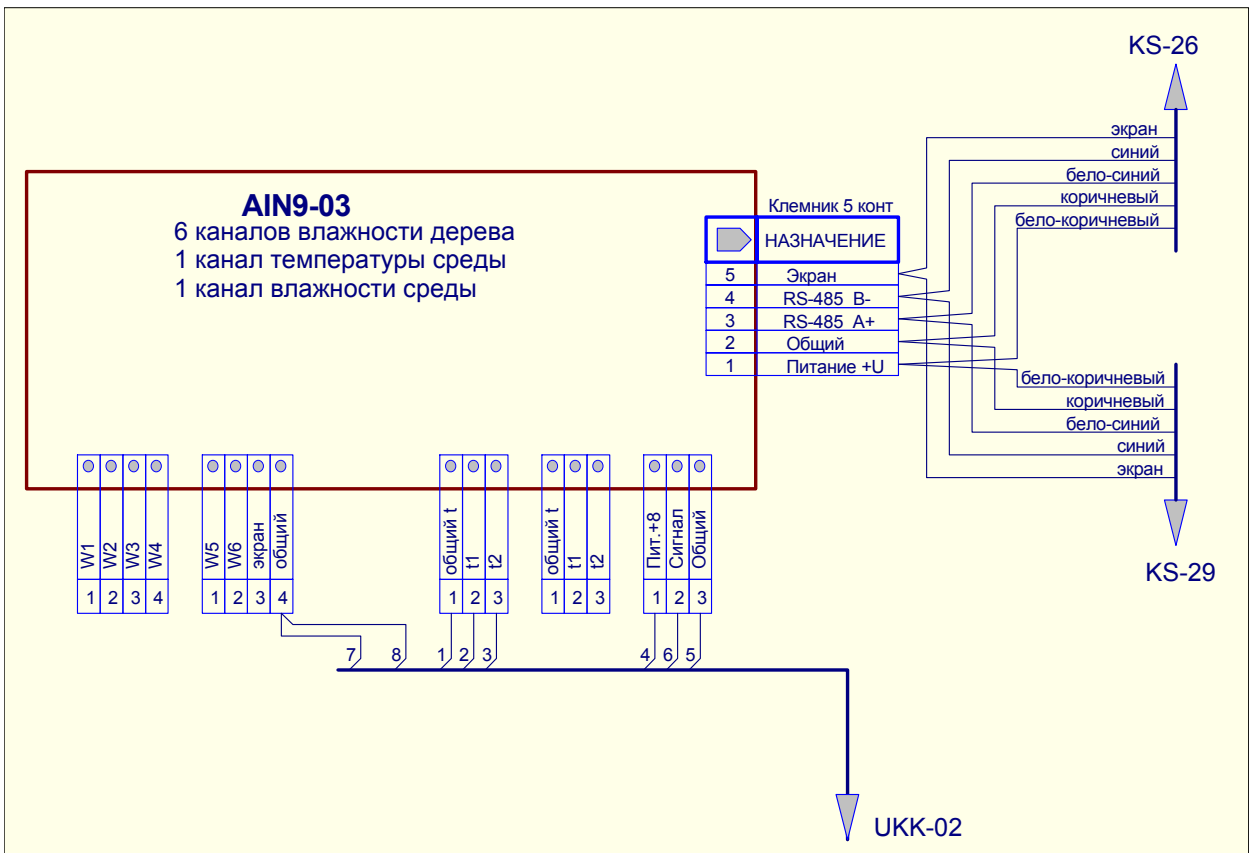 KS-26
экран
синий
бело-синий
коричневый
бело-коричневый
AIN9-03
6 каналов влажности дерева
1 канал температуры среды
1 канал влажности среды
Клемник 5 конт
НАЗНАЧЕНИЕ
5 Экран
4 RS-485 B-
3 RS-485 A+
2 Общий
1 Питание +U
бело-коричневый
коричневый
бело-синий
синий
экран
KS-29
W1
W2
W3
W4
1 2 3 4
W5
W6
экран
общий
1 2 3 4
общий t
t1
t2
1 2 3
общий t
t1
t2
1 2 3
Пит.+8
Сигнал
Общий
1 2 3
7 8 1 2 3 4 6 5
UKK-02